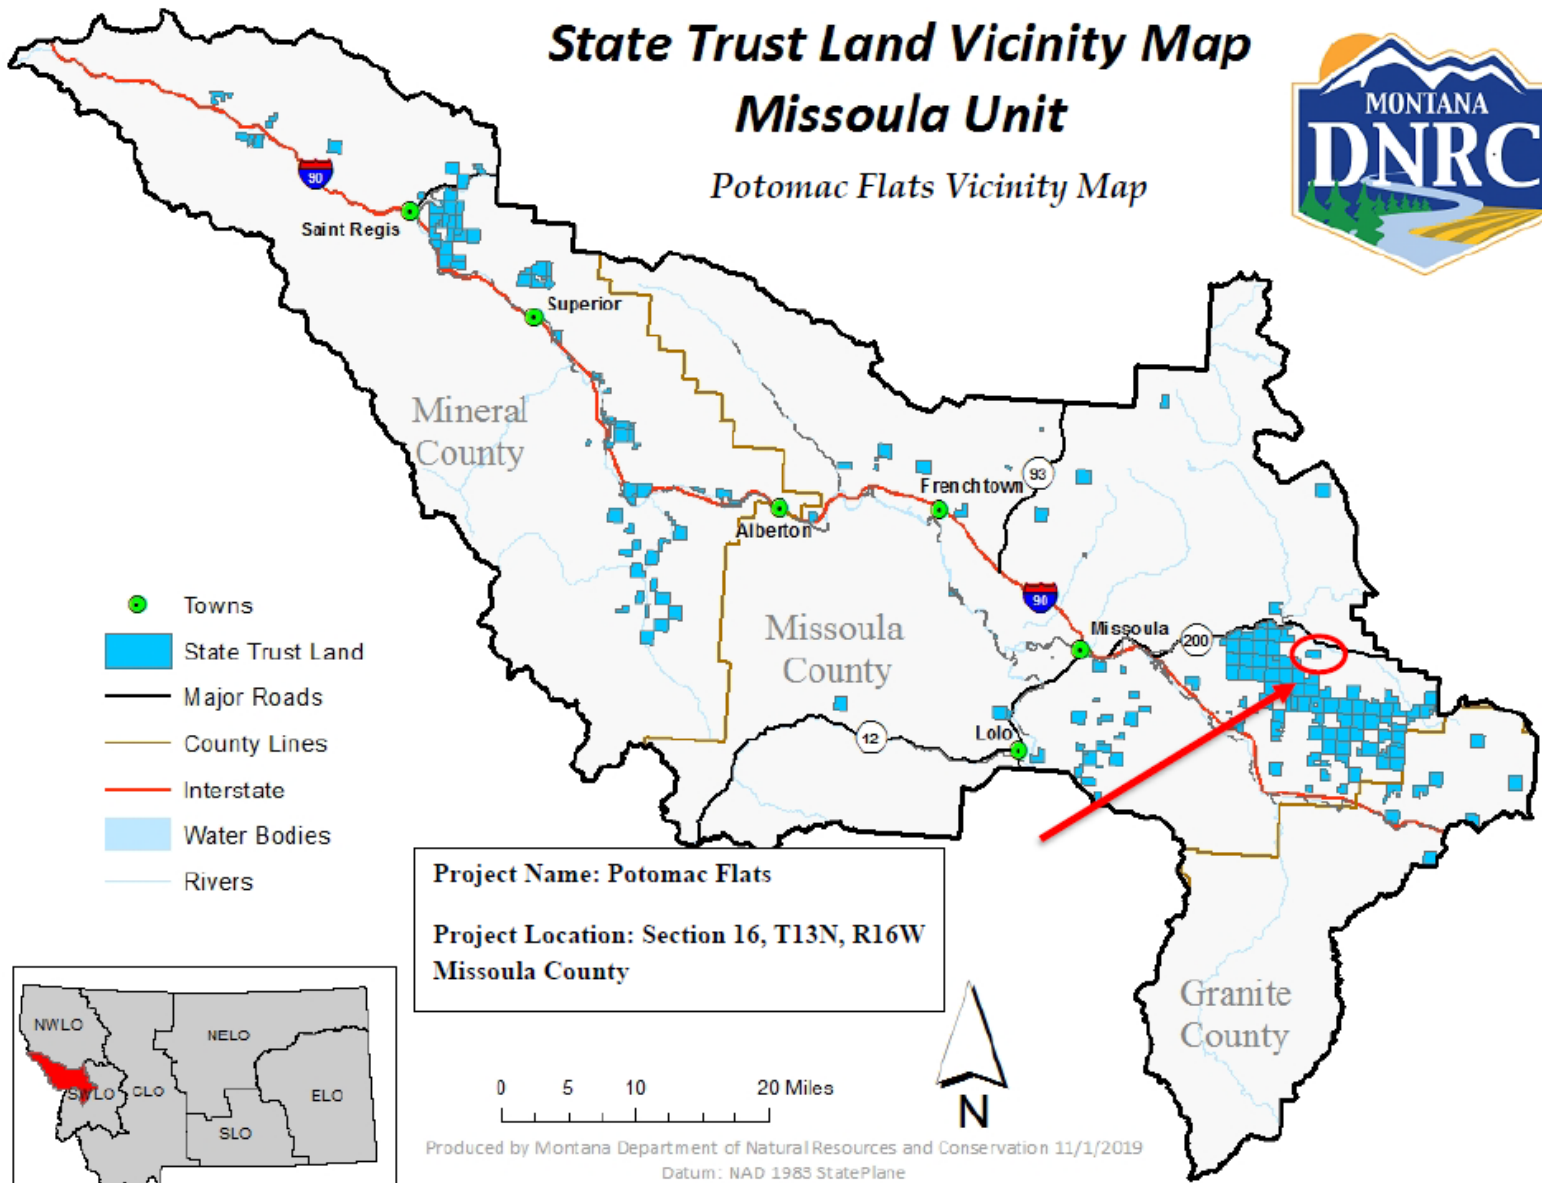 State Trust Land Vicinity Map
Missoula Unit
Potomac Flats Vicinity Map
MONTANA
DNRC
90
Saint Regis
Superior
Mineral
County
93
Frenchtown
Alberton
90
Missoula
200
Missoula
County
Lolo
12
Towns
State Trust Land
Major Roads
County Lines
Interstate
Water Bodies
Rivers
Project Name: Potomac Flats
Project Location: Section 16, T13N, R16W
Missoula County
Granite
County
NWLO
NELO
CLO
ELO
SLO
0 5 10 20 Miles
N
Produced by Montana Department of Natural Resources and Conservation 11/1/2019
Datum: NAD 1983 StatePlane